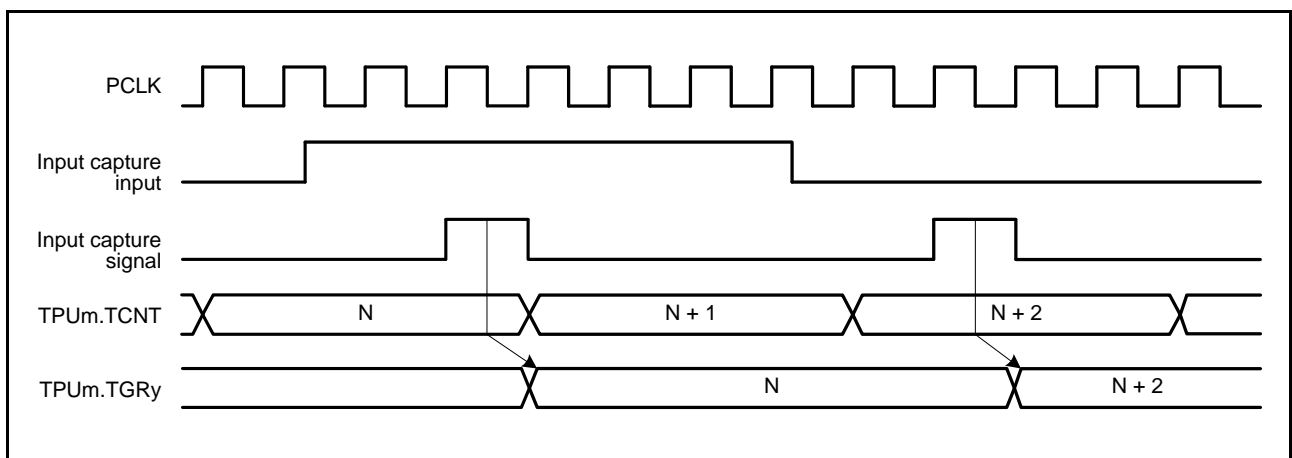 PCLK
Input capture
input
Input capture
signal
TPUm.TCNT N N + 1 N + 2
TPUm.TGRy N N + 2